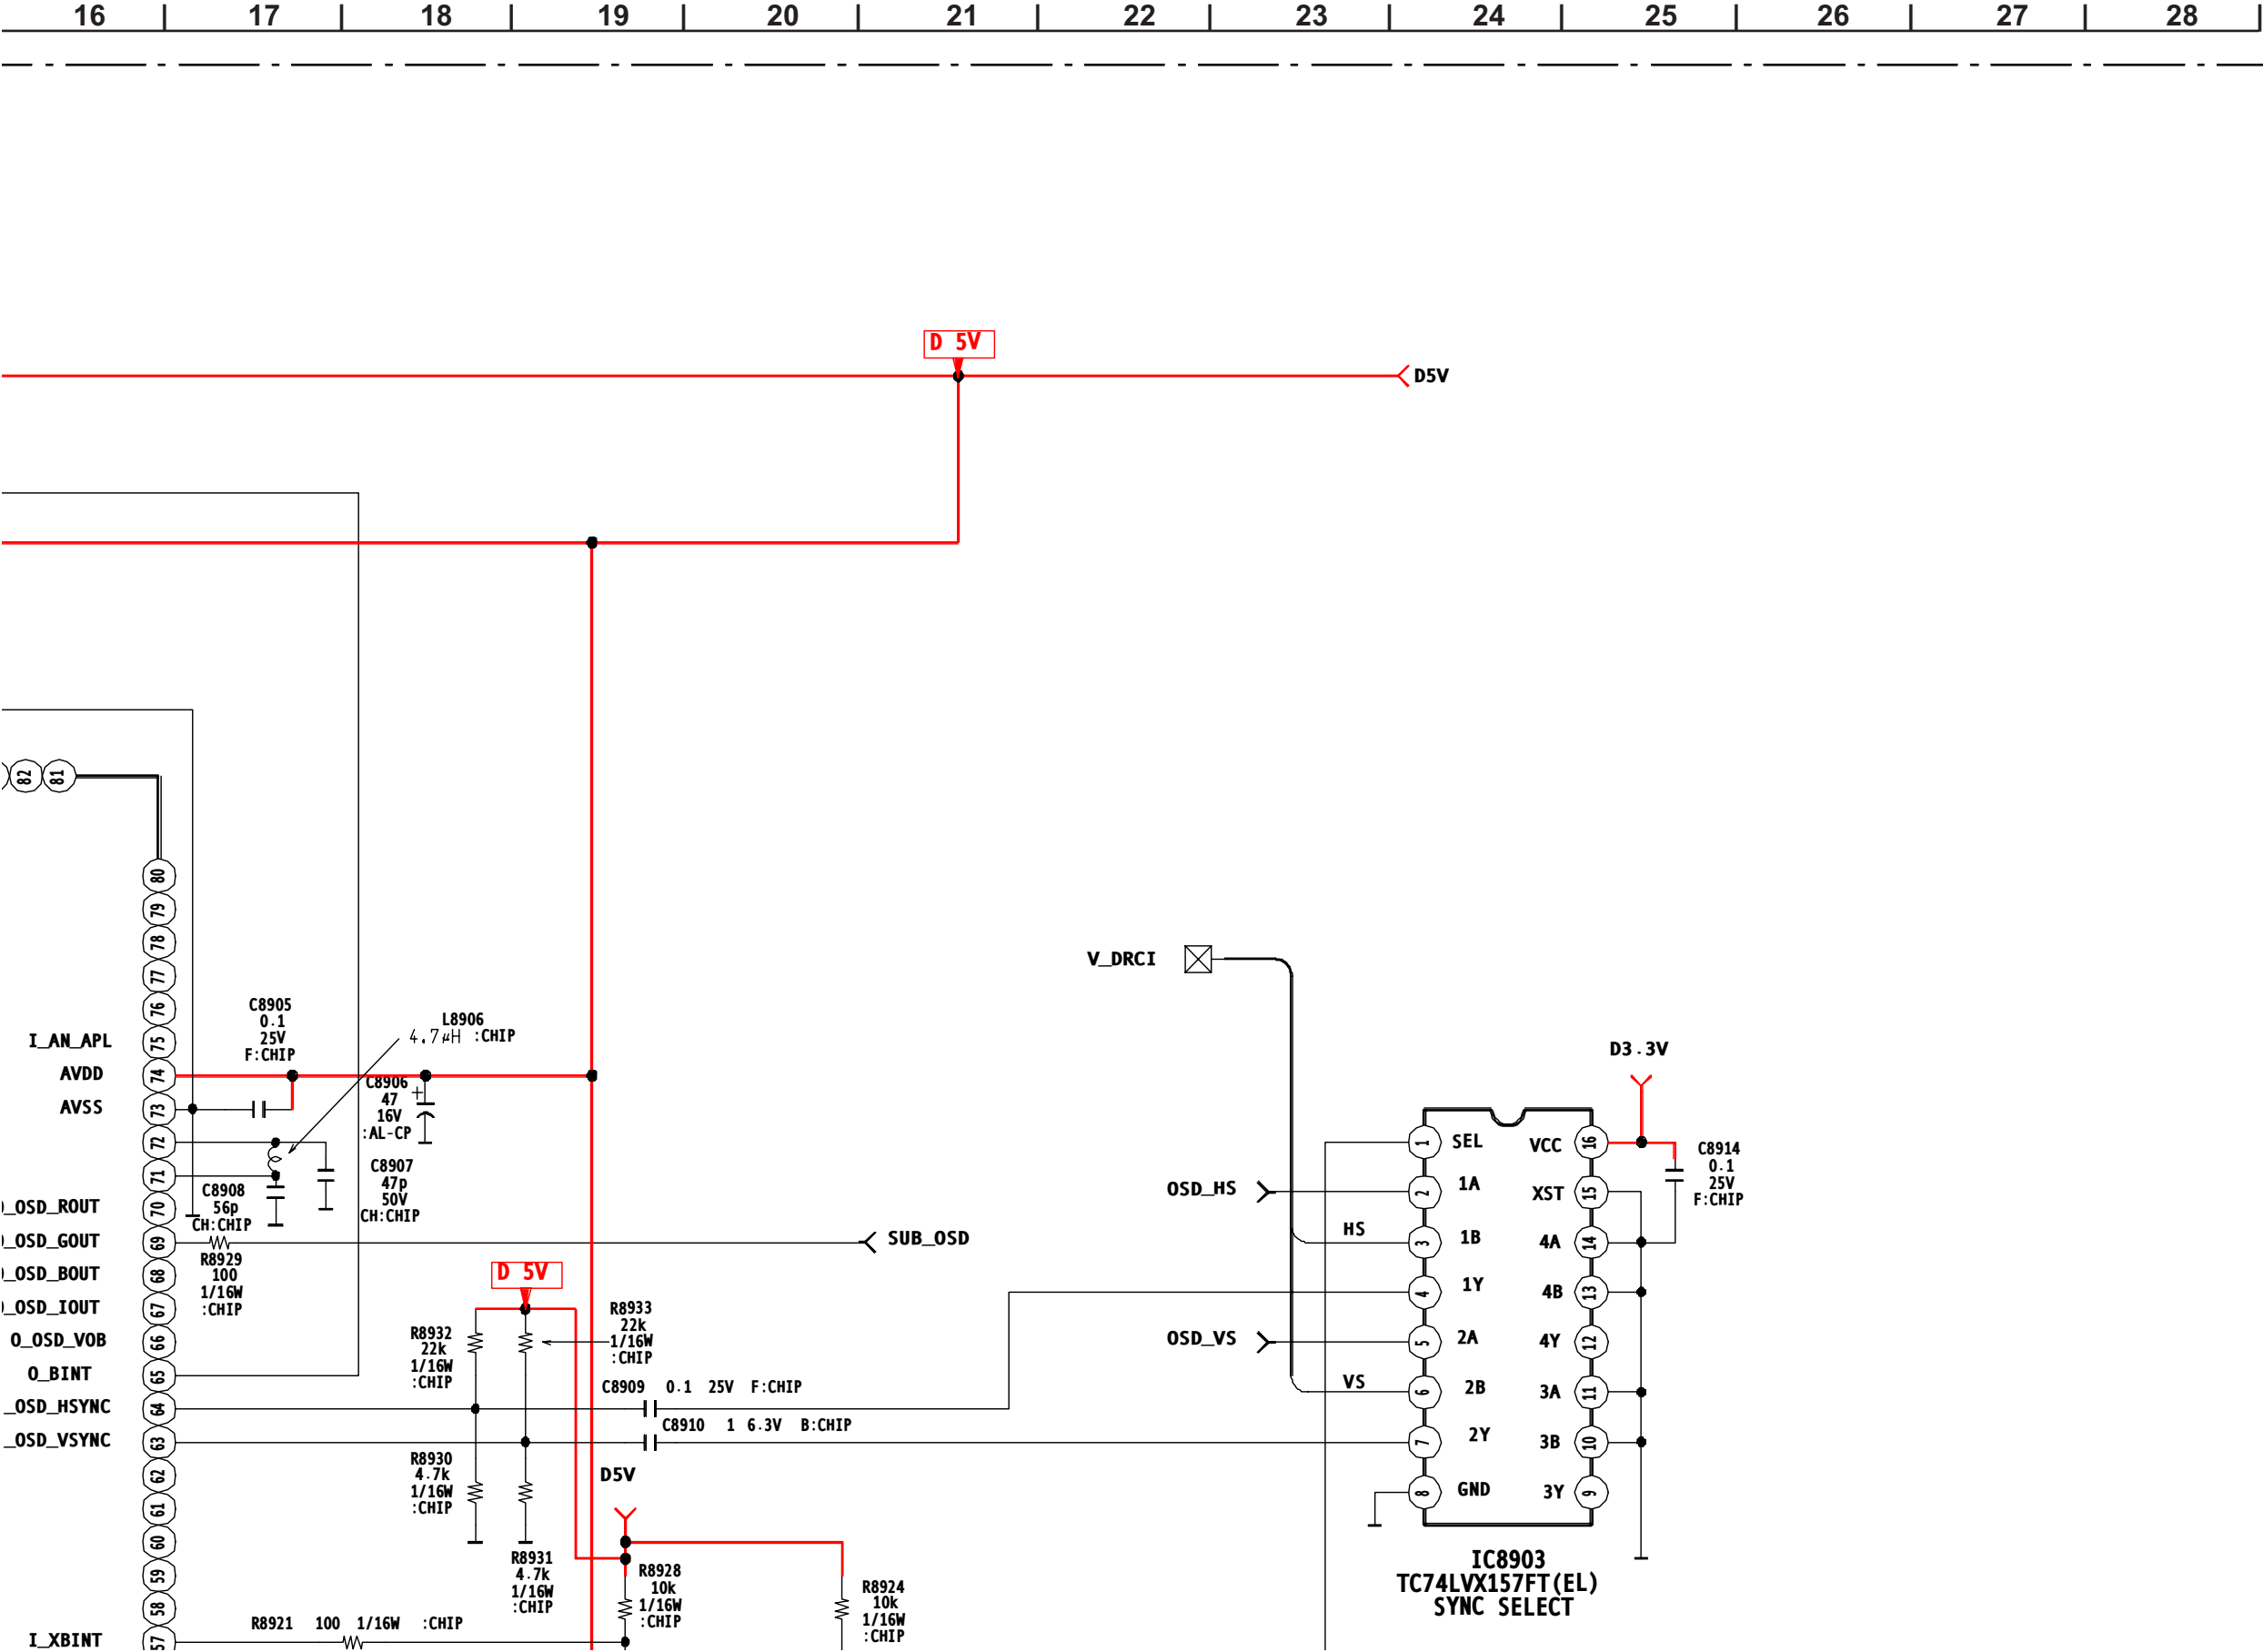 16 17 18 19 20 21 22 23 24 25 26 27 28
D 5V
D5V
82 81
80
79
78
77
76
75
74
73
72
71
70
69
68
67
66
65
64
63
62
61
60
59
58
57
I_AN_APL
AVDD
AVSS
_OSD_ROUT
_OSD_GOUT
_OSD_BOUT
_OSD_IOUT
O_OSD_VOB
O_BINT
_OSD_HSYNC
_OSD_VSYNC
I_XBINT
C8905
0.1
25V
F:CHIP
L8906
4.7μH :CHIP
C8906
47
16V
:AL-CP
+
C8907
47p
50V
CH:CHIP
C8908
56p
CH:CHIP
R8929
100
1/16W
:CHIP
SUB_OSD
D 5V
R8932
22k
1/16W
:CHIP
R8933
22k
1/16W
:CHIP
C8909 0.1 25V F:CHIP
C8910 1 6.3V B:CHIP
R8930
4.7k
1/16W
:CHIP
D5V
R8931
4.7k
1/16W
:CHIP
R8928
10k
1/16W
:CHIP
R8924
10k
1/16W
:CHIP
R8921 100 1/16W :CHIP
V_DRCI
OSD_HS
HS
OSD_VS
VS
D3.3V
C8914
0.1
25V
F:CHIP
1 SEL VCC 16
2 1A XST 15
3 1B 4A 14
4 1Y 4B 13
5 2A 4Y 12
6 2B 3A 11
7 2Y 3B 10
8 GND 3Y 9
IC8903
TC74LVX157FT(EL)
SYNC SELECT